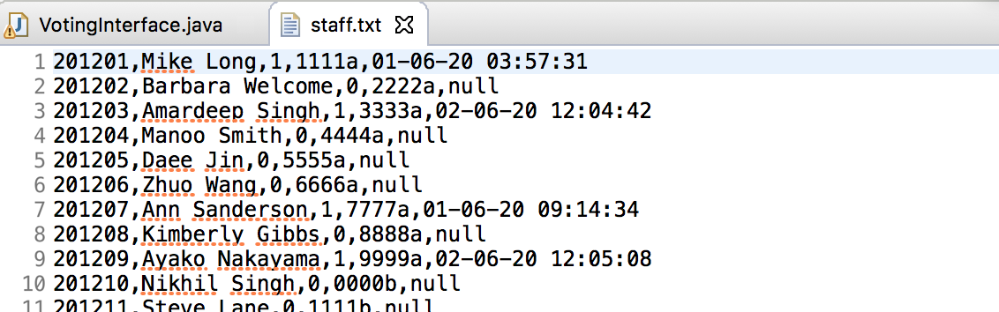 VotingInterface.java staff.txt
1 201201,Mike Long,1,1111a,01-06-20 03:57:31
2 201202,Barbara Welcome,0,2222a,null
3 201203,Amardeep Singh,1,3333a,02-06-20 12:04:42
4 201204,Manoo Smith,0,4444a,null
5 201205,Daee Jin,0,5555a,null
6 201206,Zhuo Wang,0,6666a,null
7 201207,Ann Sanderson,1,7777a,01-06-20 09:14:34
8 201208,Kimberly Gibbs,0,8888a,null
9 201209,Ayako Nakayama,1,9999a,02-06-20 12:05:08
10 201210,Nikhil Singh,0,0000b,null
11 201211,Steve Lane,0,1111b,null